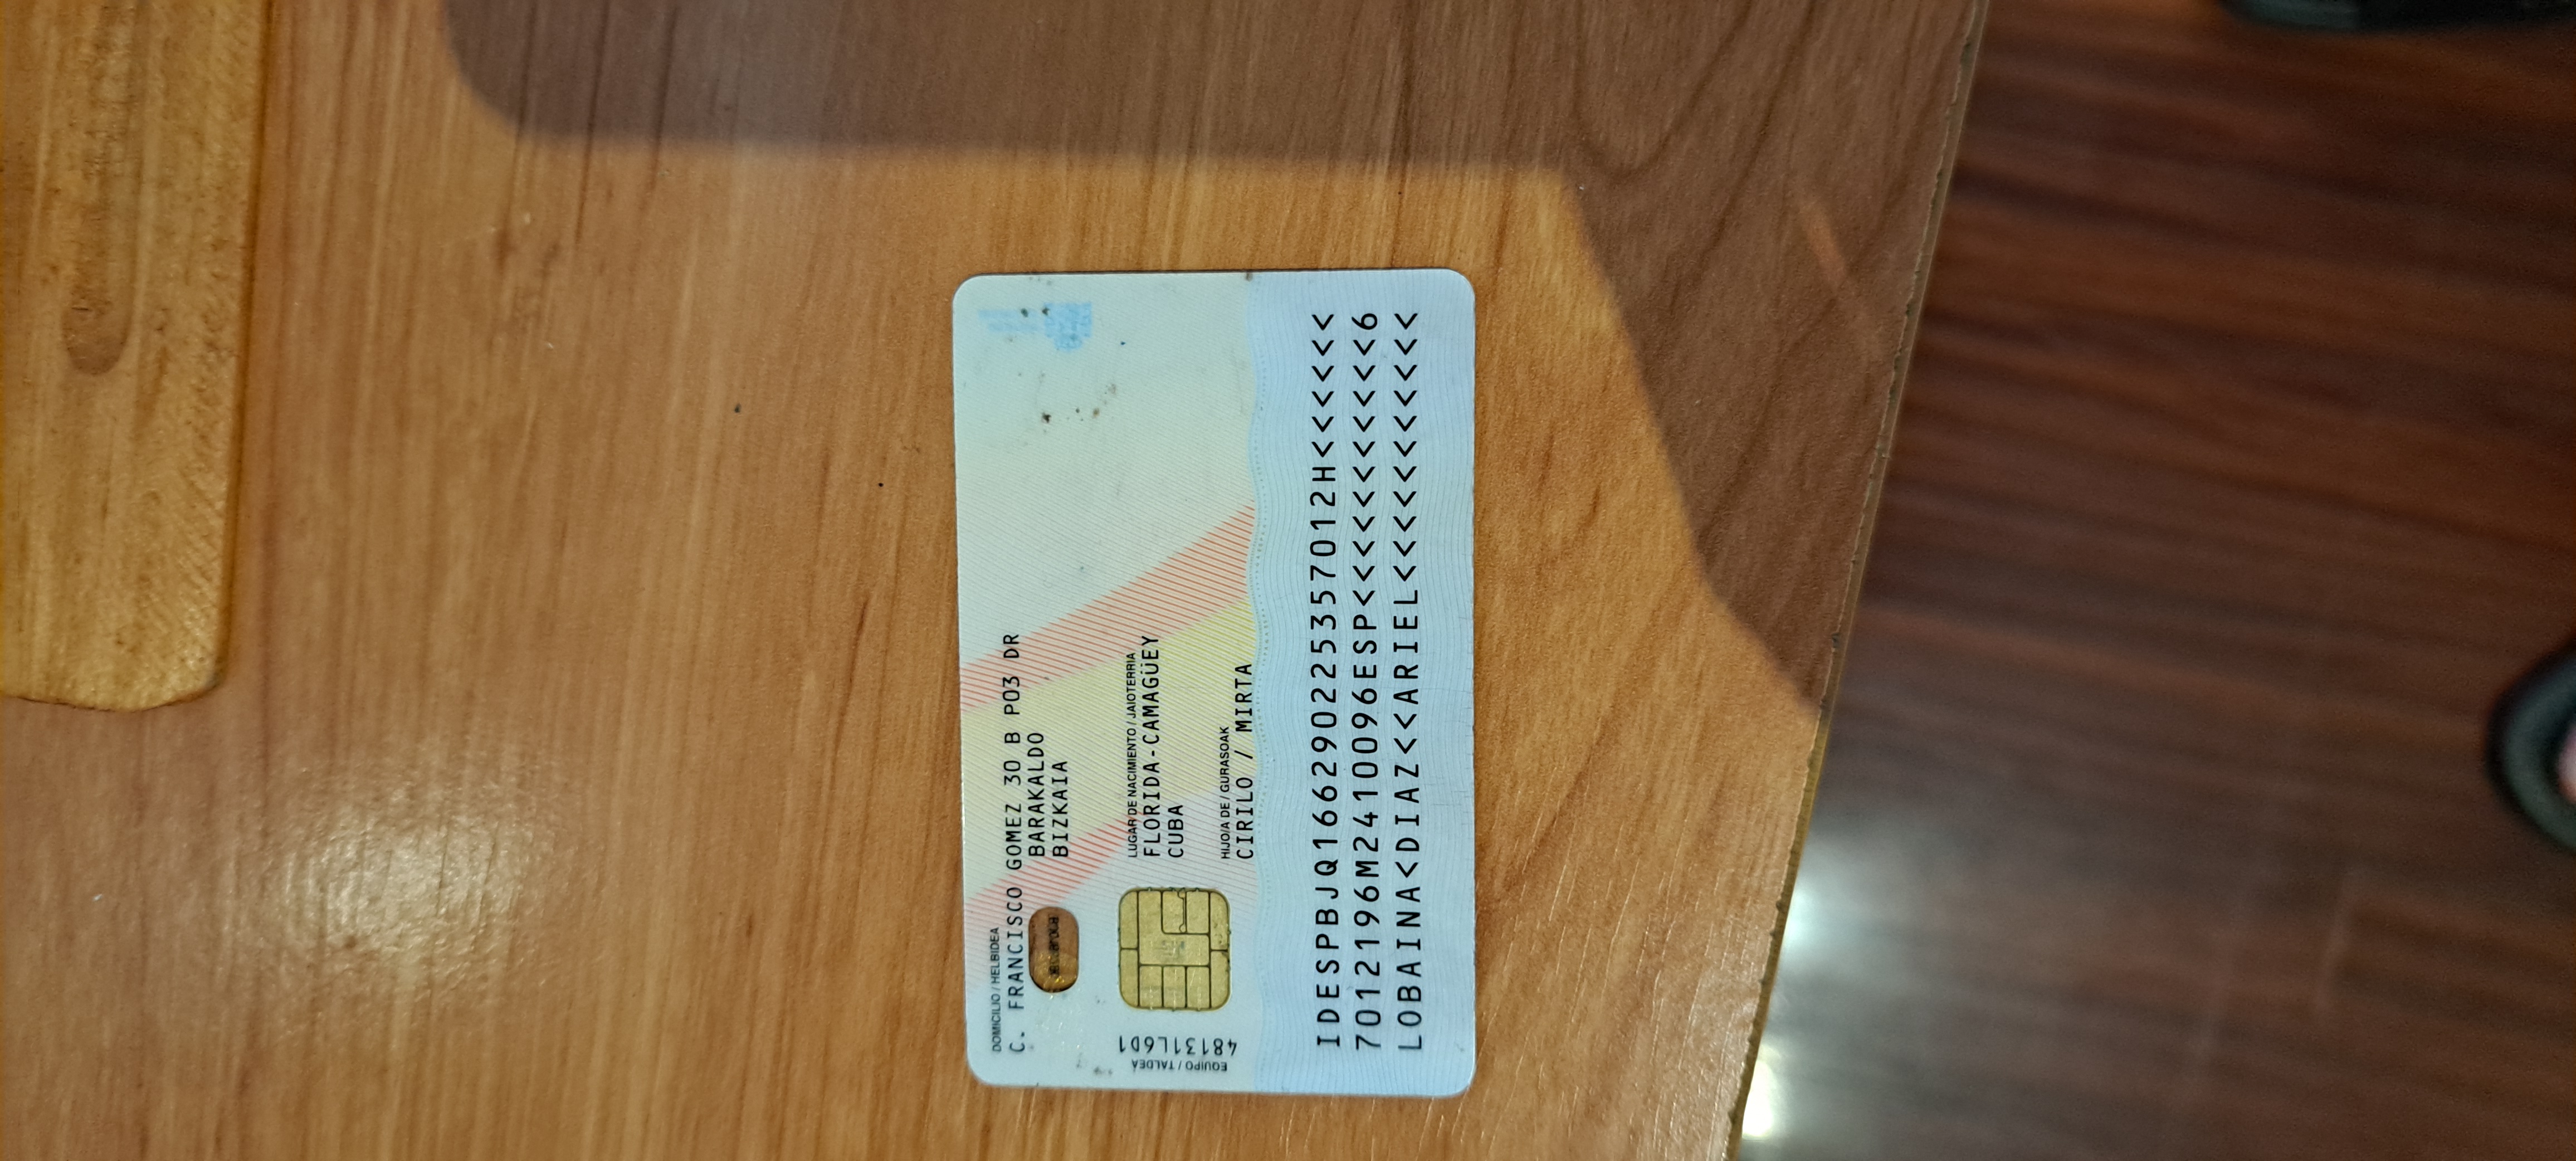 DOMICILIO / HELBIDEA
C. FRANCISCO GOMEZ 30 B P03 DR
BARAKALDO
BIZKAIA
LUGAR DE NACIMIENTO / JAIOTERRIA
FLORIDA-CAMAGÜEY
CUBA
HIJO/A DE / GURASOAK
CIRILO / MIRTA
EQUIPO / TALDEA
48131L6D1
IDESPBJQ166290225357012H<<<<<<
7012196M2410096ESP<<<<<<<<<<<6
LOBAINA<DIAZ<<ARIEL<<<<<<<<<<<